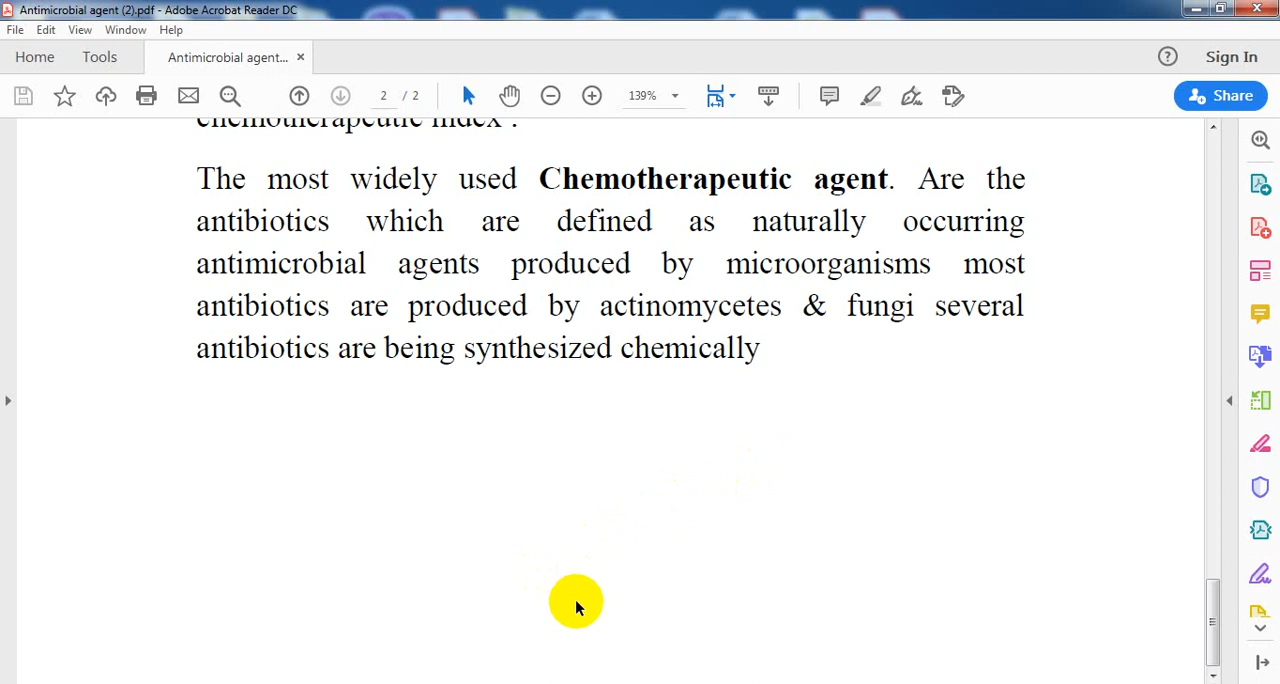 Antimicrobial agent (2).pdf - Adobe Acrobat Reader DC
File Edit View Window Help
Home Tools Antimicrobial agent... × Sign In
2 / 2 139% Share
chemotherapeutic index .
The most widely used Chemotherapeutic agent. Are the
antibiotics which are defined as naturally occurring
antimicrobial agents produced by microorganisms most
antibiotics are produced by actinomycetes & fungi several
antibiotics are being synthesized chemically